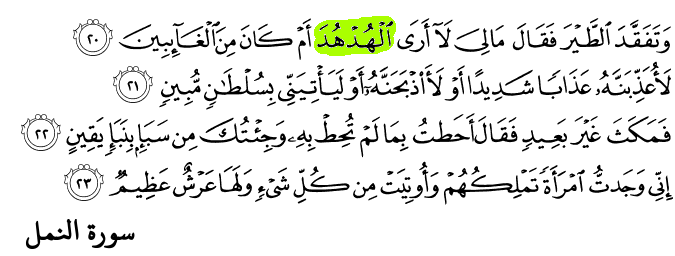 وَتَفَقَّدَ ٱلطَّيْرَ فَقَالَ مَالِىَ لَآ أَرَى ٱلْهُدْهُدَ أَمْ كَانَ مِنَ ٱلْغَآئِبِينَ ٢٠
لَأُعَذِّبَنَّهُۥ عَذَابًا شَدِيدًا أَوْ لَأَا۟ذْبَحَنَّهُۥٓ أَوْ لَيَأْتِيَنِّى بِسُلْطَٰنٍ مُّبِينٍ ٢١
فَمَكَثَ غَيْرَ بَعِيدٍ فَقَالَ أَحَطتُ بِمَا لَمْ تُحِطْ بِهِۦ وَجِئْتُكَ مِن سَبَإٍۭ بِنَبَإٍ يَقِينٍ ٢٢
إِنِّى وَجَدتُّ ٱمْرَأَةً تَمْلِكُهُمْ وَأُوتِيَتْ مِن كُلِّ شَىْءٍ وَلَهَا عَرْشٌ عَظِيمٌ ٢٣
سورة النمل